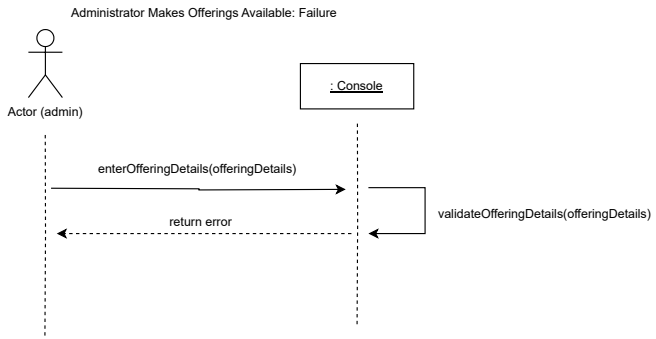 Administrator Makes Offerings Available: Failure
: Console
Actor (admin)
enterOfferingDetails(offeringDetails)
validateOfferingDetails(offeringDetails)
return error